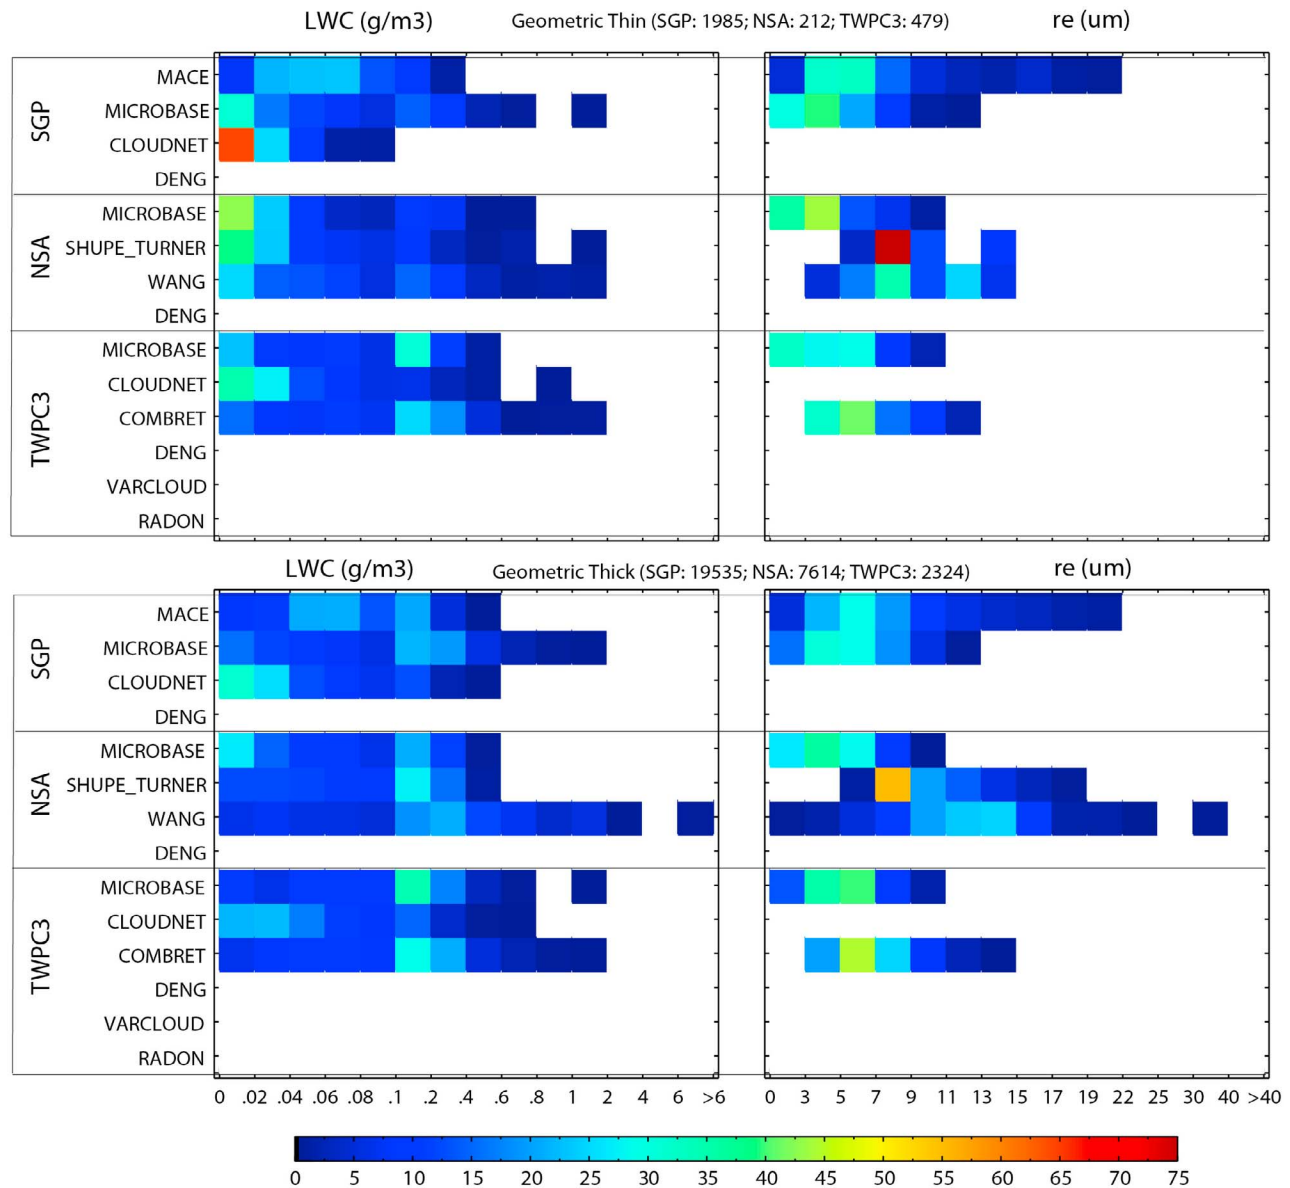 LWC (g/m3) Geometric Thin (SGP: 1985; NSA: 212; TWPC3: 479) re (um)
SGP
MACE
MICROBASE
CLOUDNET
DENG
NSA
MICROBASE
SHUPE_TURNER
WANG
DENG
TWPC3
MICROBASE
CLOUDNET
COMBRET
DENG
VARCLOUD
RADON
LWC (g/m3) Geometric Thick (SGP: 19535; NSA: 7614; TWPC3: 2324) re (um)
SGP
MACE
MICROBASE
CLOUDNET
DENG
NSA
MICROBASE
SHUPE_TURNER
WANG
DENG
TWPC3
MICROBASE
CLOUDNET
COMBRET
DENG
VARCLOUD
RADON
0 .02 .04 .06 .08 .1 .2 .4 .6 .8 1 2 4 6 >6 0 3 5 7 9 11 13 15 17 19 22 25 30 40 >40
0 5 10 15 20 25 30 35 40 45 50 55 60 65 70 75